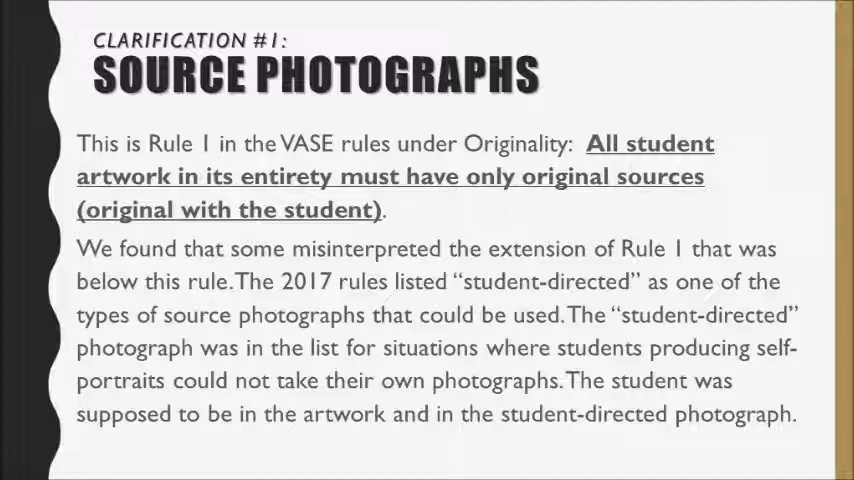 CLARIFICATION #1:
SOURCE PHOTOGRAPHS
This is Rule 1 in the VASE rules under Originality: All student
artwork in its entirety must have only original sources
(original with the student).
We found that some misinterpreted the extension of Rule 1 that was
below this rule. The 2017 rules listed “student-directed” as one of the
types of source photographs that could be used. The “student-directed”
photograph was in the list for situations where students producing self-
portraits could not take their own photographs. The student was
supposed to be in the artwork and in the student-directed photograph.